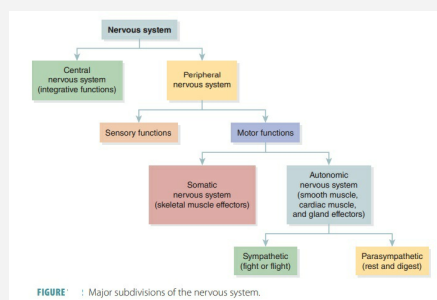 Nervous system
Central
nervous system
(integrative functions)
Peripheral
nervous system
Sensory functions
Motor functions
Somatic
nervous system
(skeletal muscle effectors)
Autonomic
nervous system
(smooth muscle,
cardiac muscle,
and gland effectors)
Sympathetic
(fight or flight)
Parasympathetic
(rest and digest)
FIGURE : Major subdivisions of the nervous system.